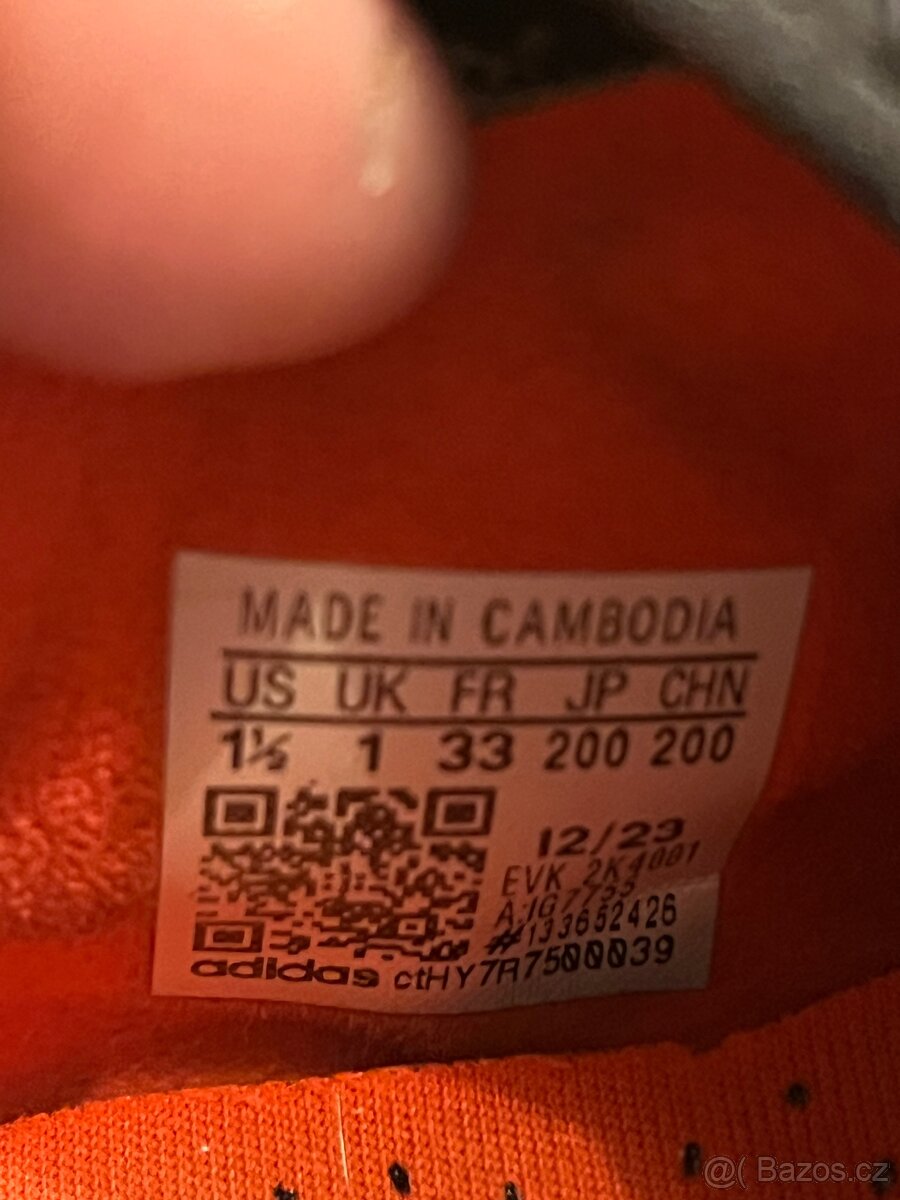 MADE IN CAMBODIA
US UK FR JP CHN
1½ 1 33 200 200
12/23
EVK 2K4001
A:IG7755
#133652426
adidas ctHY7R7500039
@( Bazos.cz